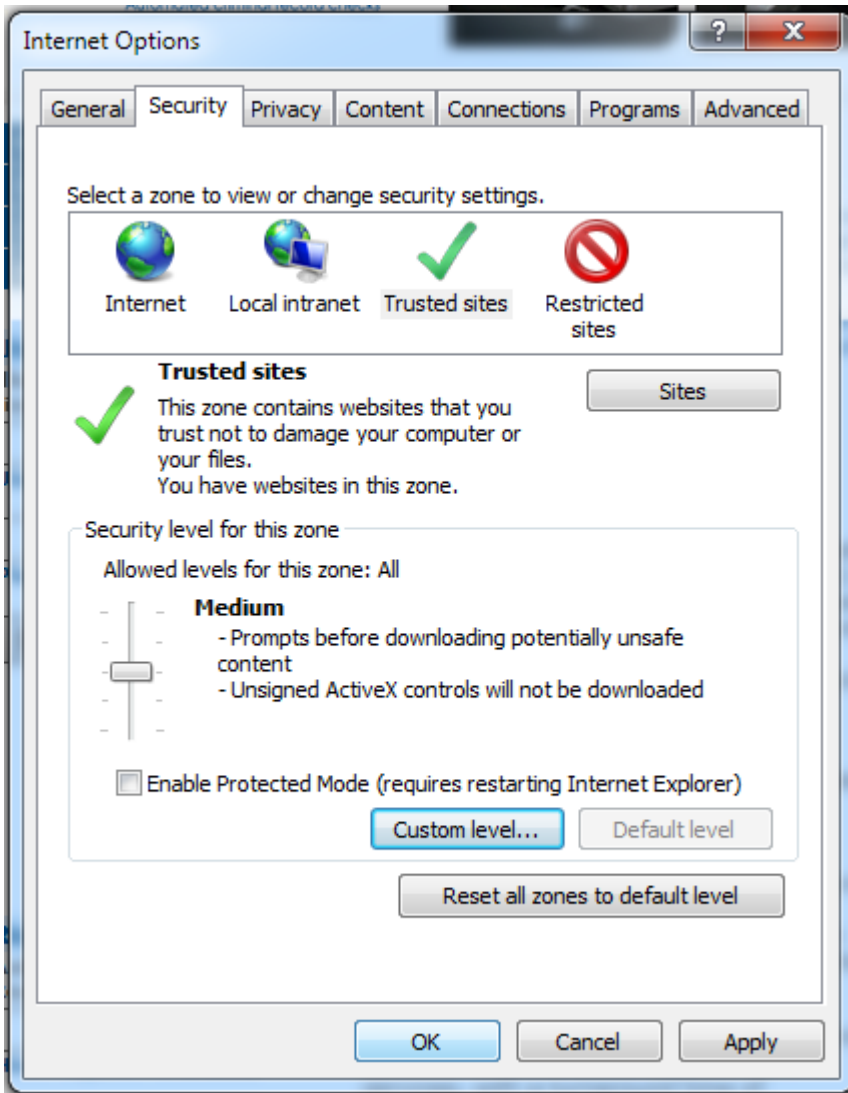 Automated criminal record checks
Internet Options
General Security Privacy Content Connections Programs Advanced
Select a zone to view or change security settings.
Internet Local intranet Trusted sites Restricted
sites
Trusted sites
Sites
This zone contains websites that you
trust not to damage your computer or
your files.
You have websites in this zone.
Security level for this zone
Allowed levels for this zone: All
Medium
- Prompts before downloading potentially unsafe
content
- Unsigned ActiveX controls will not be downloaded
Enable Protected Mode (requires restarting Internet Explorer)
Custom level... Default level
Reset all zones to default level
OK Cancel Apply